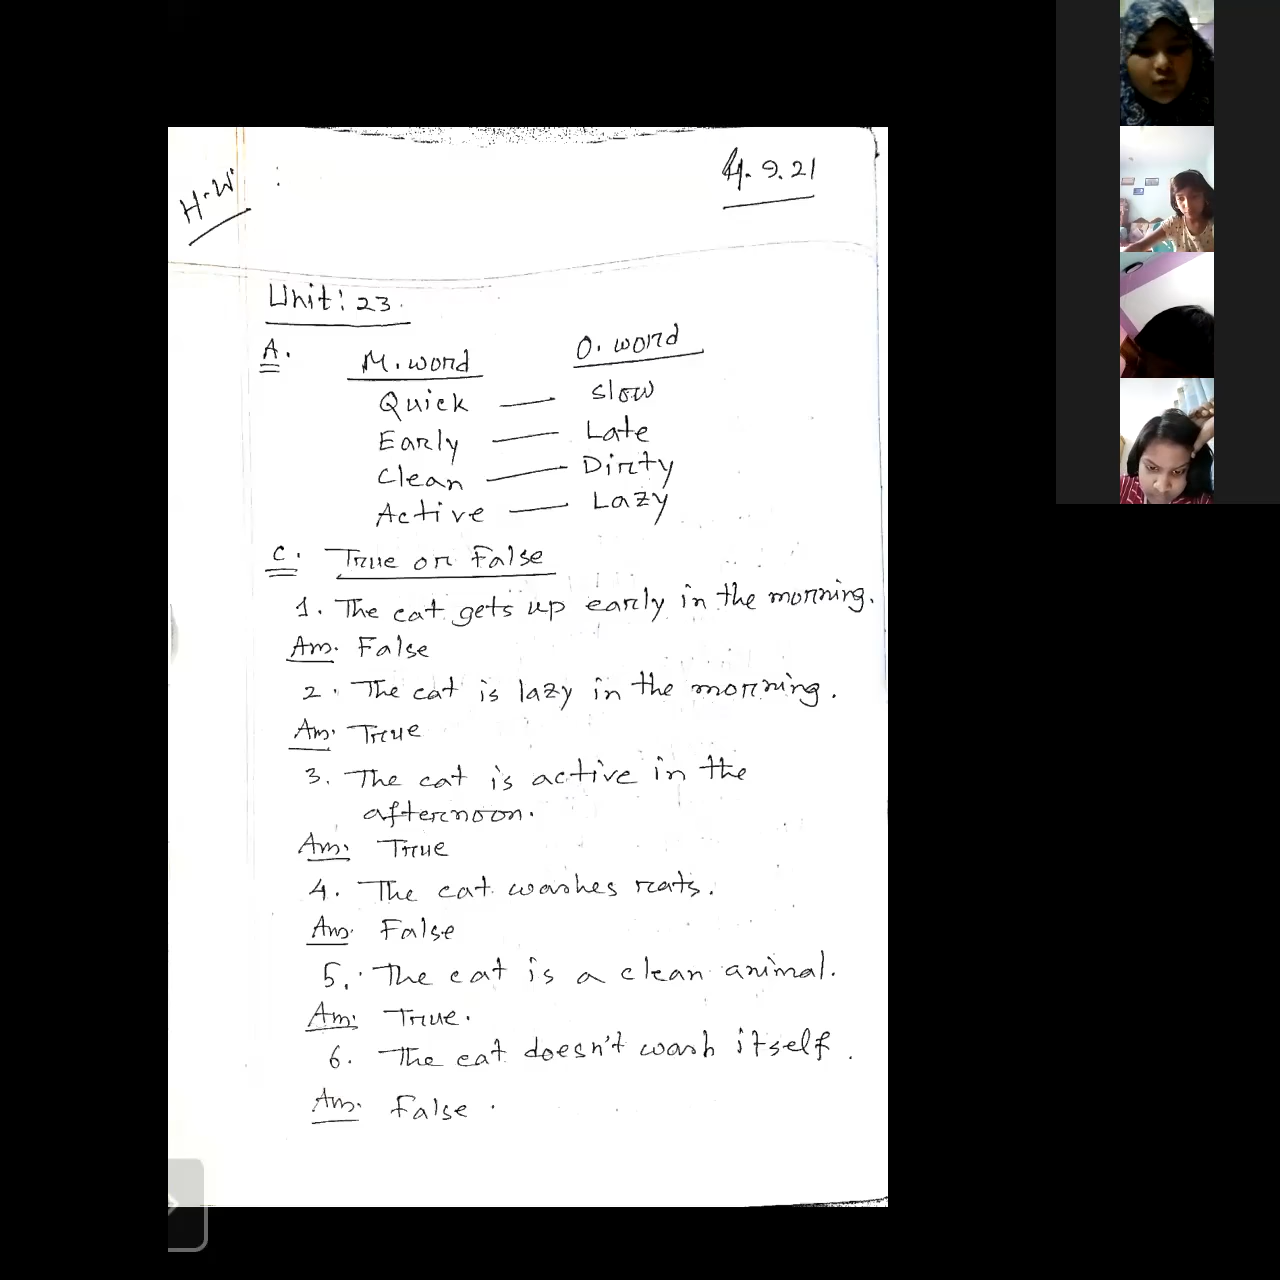 H.W.
4.9.21
Unit: 23.
A.
M. word O. word
Quick — Slow
Early — Late
Clean — Dirty
Active — Lazy
C. True or False
1. The cat gets up early in the morning.
Ans. False
2. The cat is lazy in the morning.
Ans. True
3. The cat is active in the
afternoon.
Ans. True
4. The cat washes rats.
Ans. False
5. The cat is a clean animal.
Ans. True.
6. The cat doesn't wash itself.
Ans. False.